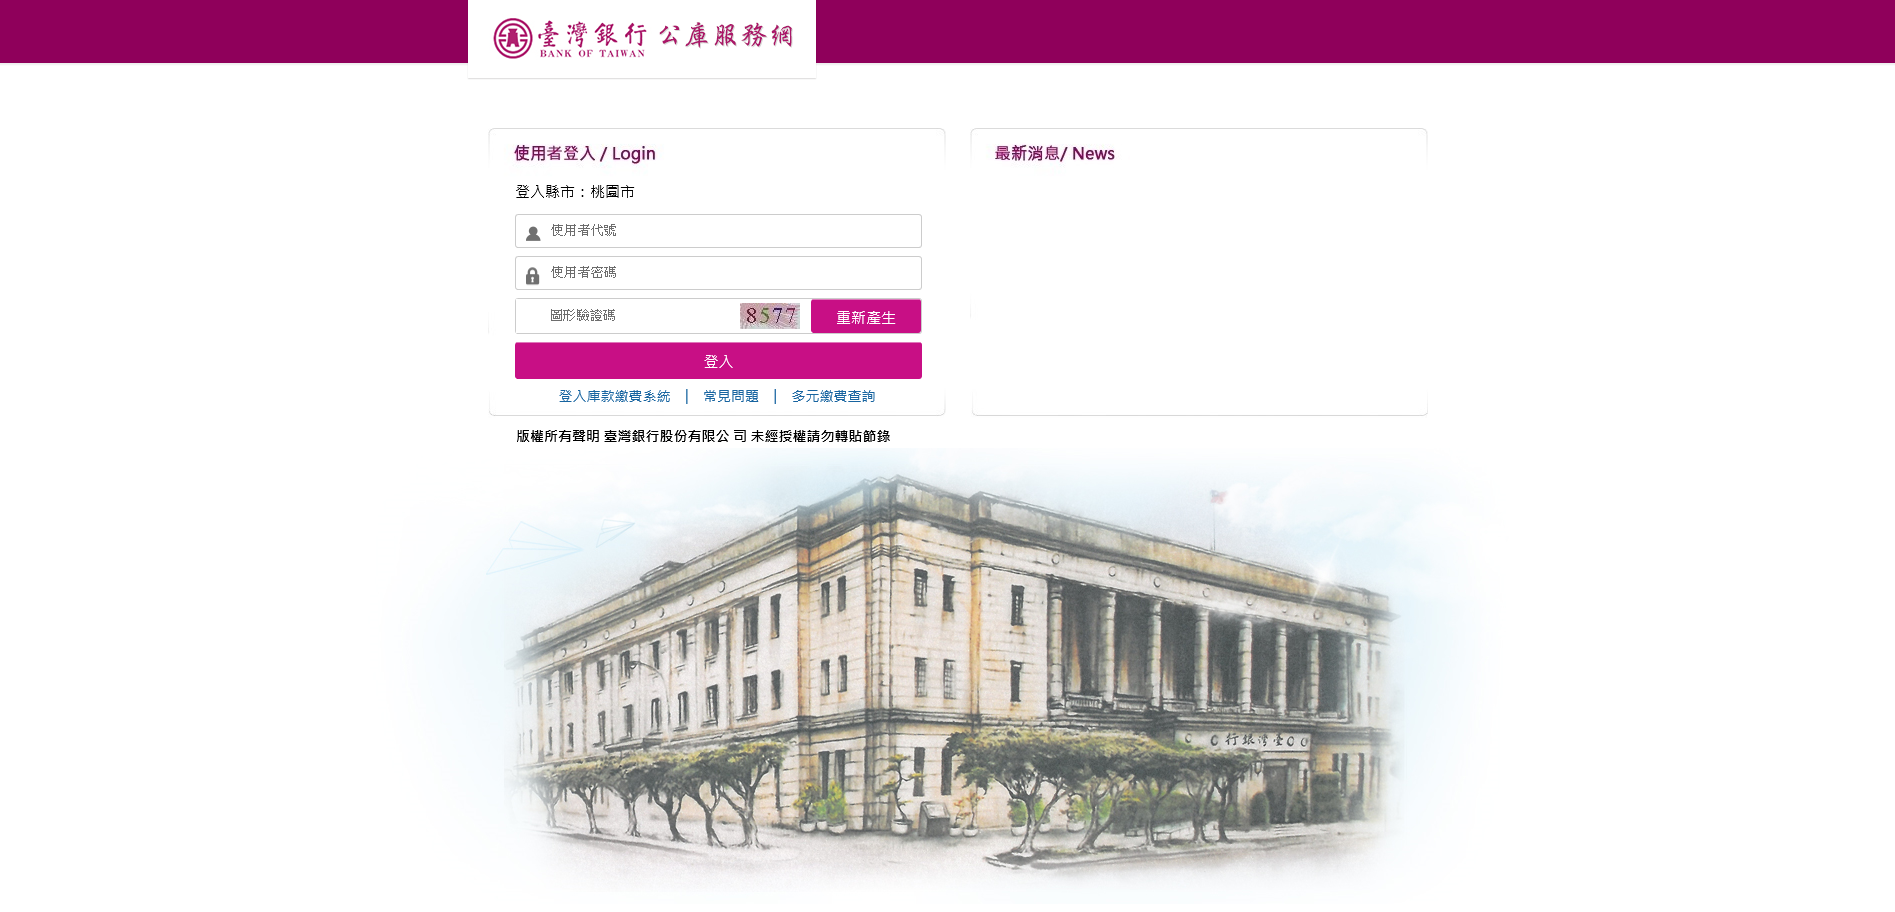 臺灣銀行 公庫服務網
BANK OF TAIWAN
使用者登入 / Login
登入縣市：桃園市
使用者代號
使用者密碼
圖形驗證碼 8577 重新產生
登入
登入庫款繳費系統 | 常見問題 | 多元繳費查詢
最新消息/ News
版權所有聲明 臺灣銀行股份有限公 司 未經授權請勿轉貼節錄
行銀灣臺